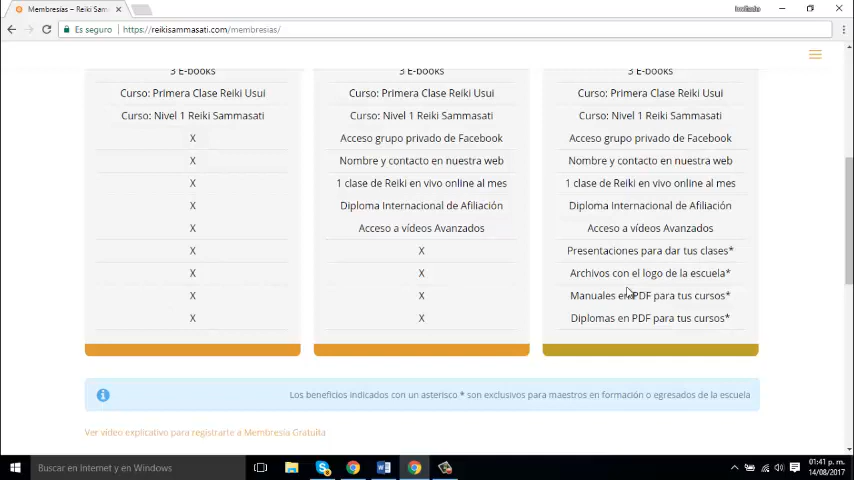 Membresías – Reiki Sam
Es seguro
https://reikisammasati.com/membresias/
3 E-books
3 E-books
3 E-books
Curso: Primera Clase Reiki Usui
Curso: Primera Clase Reiki Usui
Curso: Primera Clase Reiki Usui
Curso: Nivel 1 Reiki Sammasati
Curso: Nivel 1 Reiki Sammasati
Curso: Nivel 1 Reiki Sammasati
X
Acceso grupo privado de Facebook
Acceso grupo privado de Facebook
X
Nombre y contacto en nuestra web
Nombre y contacto en nuestra web
X
1 clase de Reiki en vivo online al mes
1 clase de Reiki en vivo online al mes
X
Diploma Internacional de Afiliación
Diploma Internacional de Afiliación
X
Acceso a vídeos Avanzados
Acceso a vídeos Avanzados
X
X
Presentaciones para dar tus clases*
X
X
Archivos con el logo de la escuela*
X
X
Manuales en PDF para tus cursos*
X
X
Diplomas en PDF para tus cursos*
Los beneficios indicados con un asterisco * son exclusivos para maestros en formación o egresados de la escuela
Ver video explicativo para registrarte a Membresía Gratuita
Buscar en Internet y en Windows
01:41 p. m.
14/08/2017